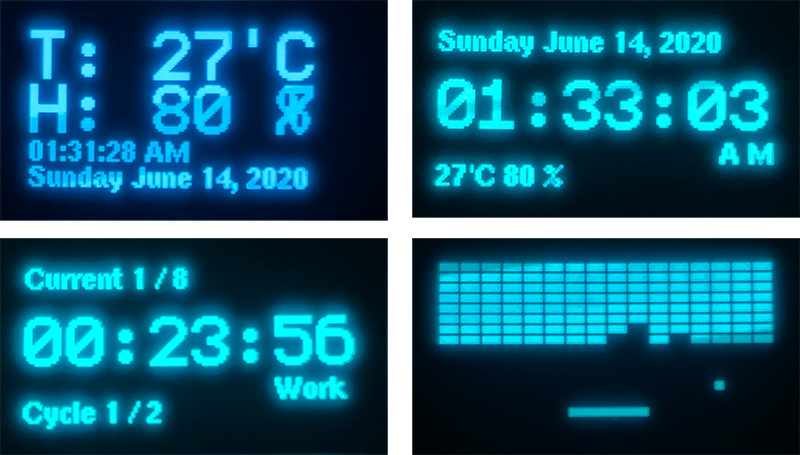 T: 27'C
H: 80 %
01:31:28 AM
Sunday June 14, 2020
Sunday June 14, 2020
01:33:03
AM
27'C 80 %
Current 1 / 8
00:23:56
Work
Cycle 1 / 2